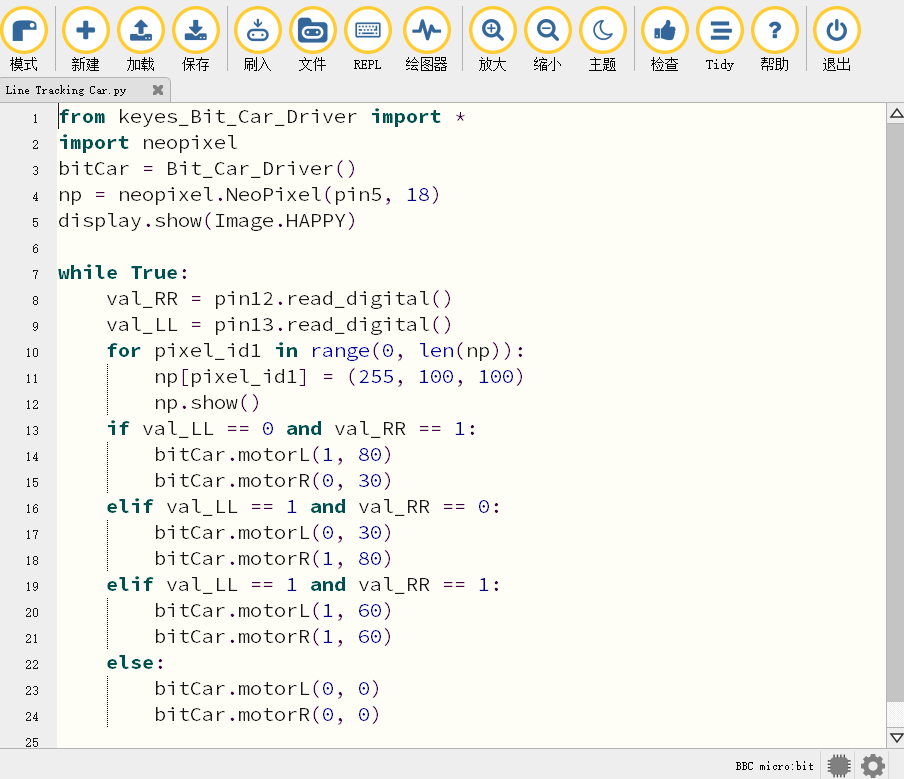 模式 新建 加载 保存 刷入 文件 REPL 绘图器 放大 缩小 主题 检查 Tidy 帮助 退出
Line Tracking Car.py
1 from keyes_Bit_Car_Driver import *
2 import neopixel
3 bitCar = Bit_Car_Driver()
4 np = neopixel.NeoPixel(pin5, 18)
5 display.show(Image.HAPPY)
6
7 while True:
8     val_RR = pin12.read_digital()
9     val_LL = pin13.read_digital()
10     for pixel_id1 in range(0, len(np)):
11         np[pixel_id1] = (255, 100, 100)
12         np.show()
13     if val_LL == 0 and val_RR == 1:
14         bitCar.motorL(1, 80)
15         bitCar.motorR(0, 30)
16     elif val_LL == 1 and val_RR == 0:
17         bitCar.motorL(0, 30)
18         bitCar.motorR(1, 80)
19     elif val_LL == 1 and val_RR == 1:
20         bitCar.motorL(1, 60)
21         bitCar.motorR(1, 60)
22     else:
23         bitCar.motorL(0, 0)
24         bitCar.motorR(0, 0)
25
BBC micro:bit